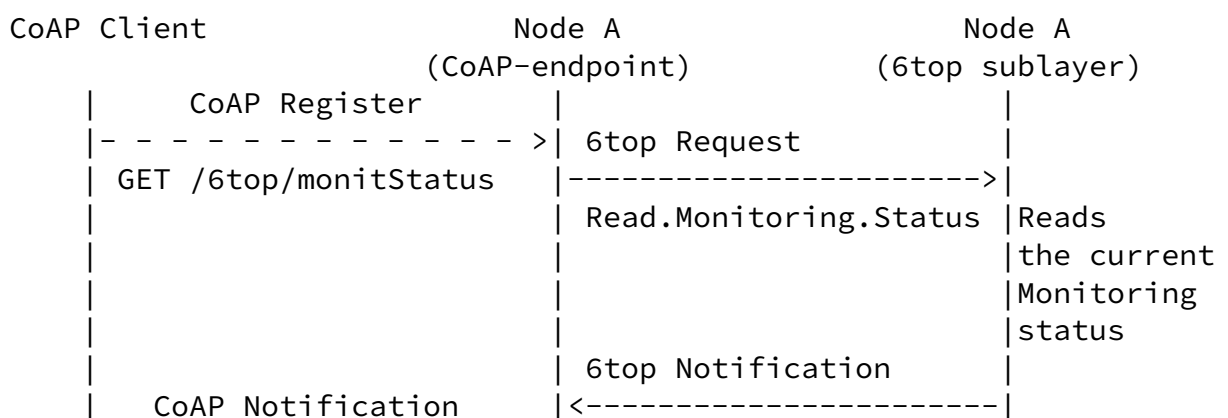 CoAP Client                Node A                     Node A
                       (CoAP-endpoint)          (6top sublayer)
     |     CoAP Register       |                         |
     |- - - - - - - - - - - - >| 6top Request            |
     | GET /6top/monitStatus   |----------------------->|
     |                         | Read.Monitoring.Status  |Reads
     |                         |                         |the current
     |                         |                         |Monitoring
     |                         |                         |status
     |                         | 6top Notification       |
     |   CoAP Notification     |<------------------------|